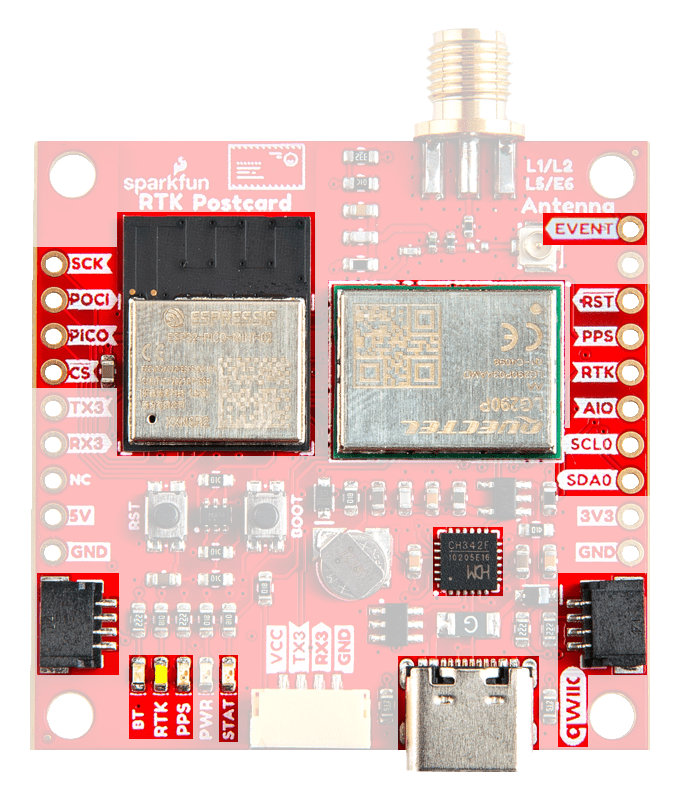 sparkfun
RTK Postcard
L1/L2
L5/E6
Antenna
EVENT
SCK
POCI
PICO
CS
TX3
RX3
NC
5V
GND
RST
PPS
RTK
AIO
SCL0
SDA0
3V3
GND
QUECTEL
LG290P
RST
BOOT
CH342F
VCC
TX3
RX3
GND
BT
RTK
PPS
PWR
STAT
qwiic